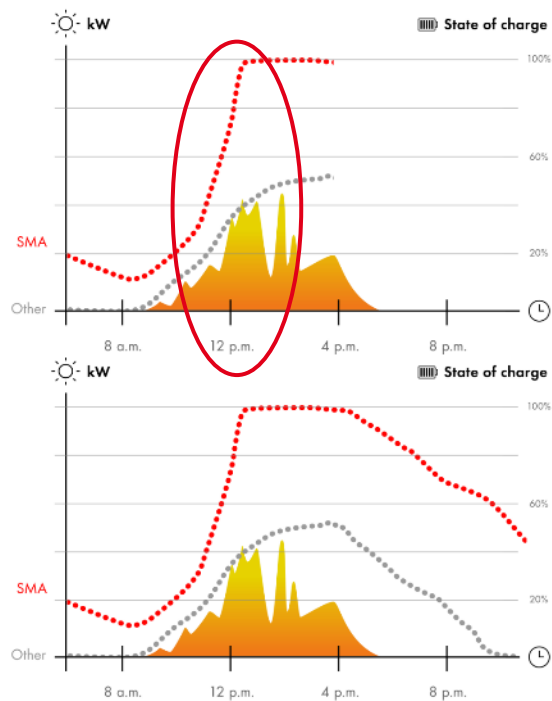 kW State of charge
100%
60%
SMA
20%
Other
8 a.m. 12 p.m. 4 p.m. 8 p.m.
kW State of charge
100%
60%
SMA
20%
Other
8 a.m. 12 p.m. 4 p.m. 8 p.m.